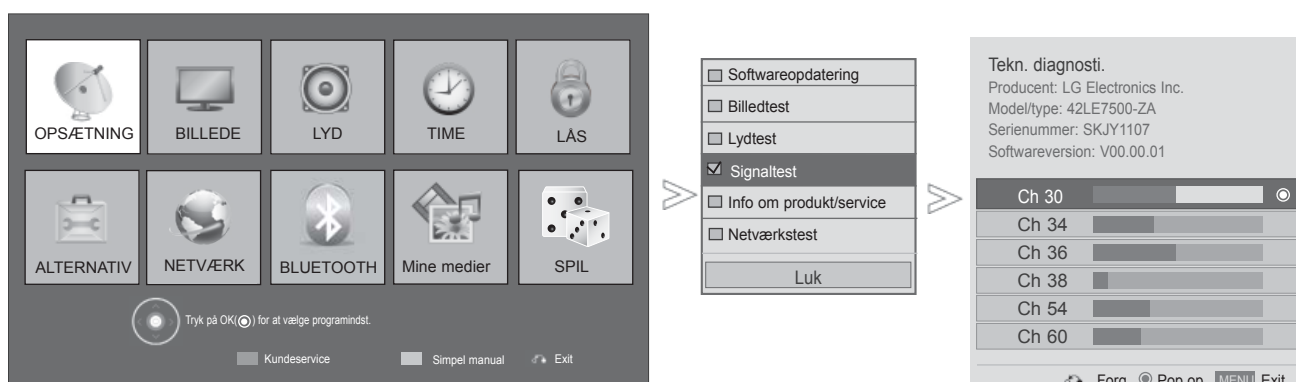 OPSÆTNING
BILLEDE
LYD
TIME
LÅS
ALTERNATIV
NETVÆRK
BLUETOOTH
Mine medier
SPIL
Tryk på OK(◉) for at vælge programindst.
Kundeservice
Simpel manual
Exit
Softwareopdatering
Billedtest
Lydtest
Signaltest
Info om produkt/service
Netværkstest
Luk
Tekn. diagnosti.
Producent: LG Electronics Inc.
Model/type: 42LE7500-ZA
Serienummer: SKJY1107
Softwareversion: V00.00.01
Ch 30
Ch 34
Ch 36
Ch 38
Ch 54
Ch 60
Forg. ◉ Pop op MENU Exit